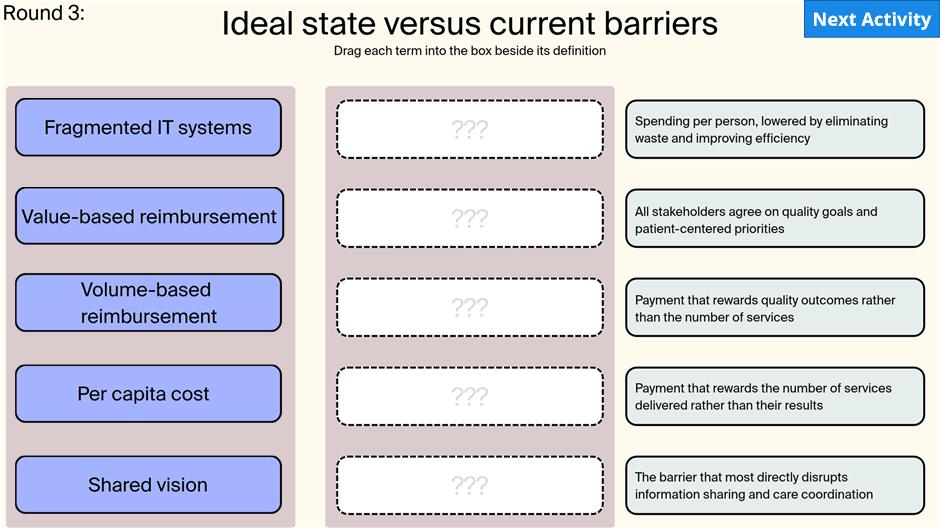 Round 3:
Ideal state versus current barriers
Next Activity
Drag each term into the box beside its definition
Fragmented IT systems
???
Spending per person, lowered by eliminating
waste and improving efficiency
Value-based reimbursement
???
All stakeholders agree on quality goals and
patient-centered priorities
Volume-based
reimbursement
???
Payment that rewards quality outcomes rather
than the number of services
Per capita cost
???
Payment that rewards the number of services
delivered rather than their results
Shared vision
???
The barrier that most directly disrupts
information sharing and care coordination